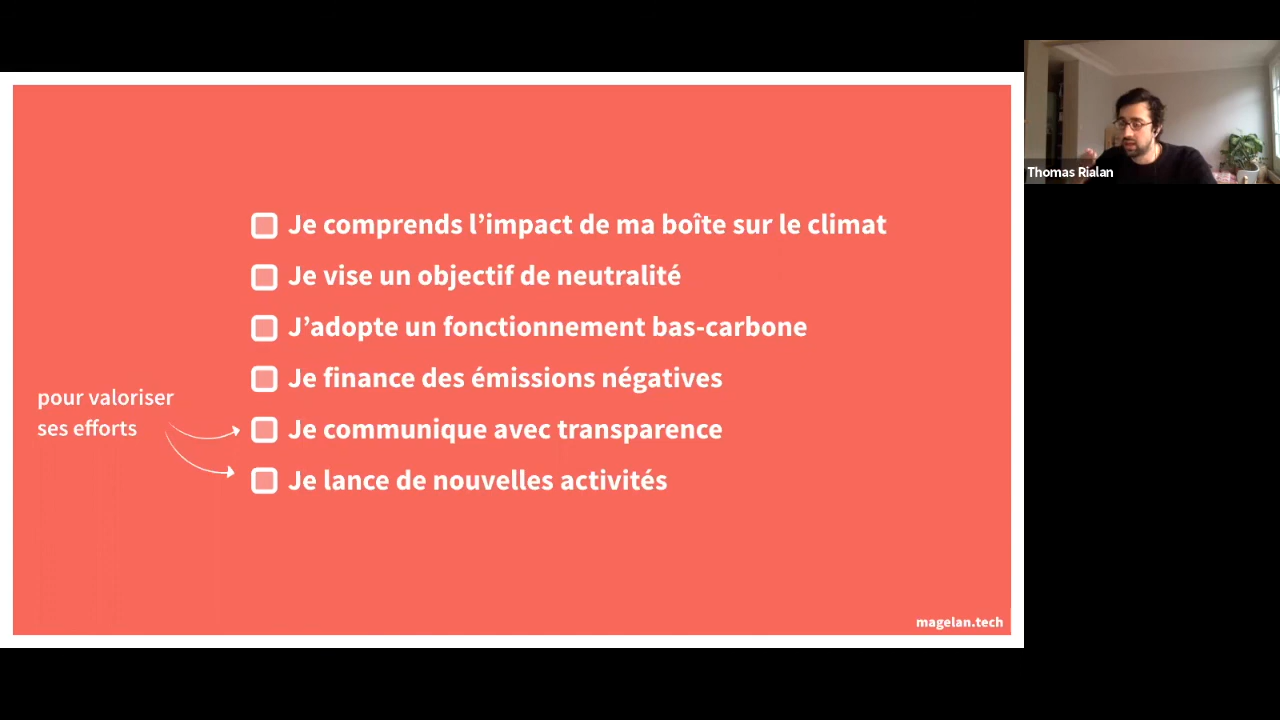 Je comprends l’impact de ma boîte sur le climat
Je vise un objectif de neutralité
J’adopte un fonctionnement bas-carbone
Je finance des émissions négatives
pour valoriser
ses efforts
Je communique avec transparence
Je lance de nouvelles activités
magelan.tech
Thomas Rialan